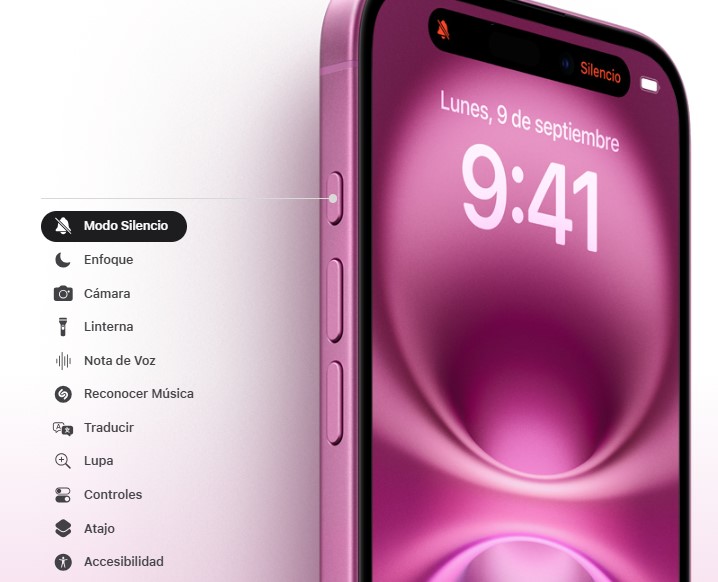 Silencio
Lunes, 9 de septiembre
9:41
Modo Silencio
Enfoque
Cámara
Linterna
Nota de Voz
Reconocer Música
Traducir
Lupa
Controles
Atajo
Accesibilidad